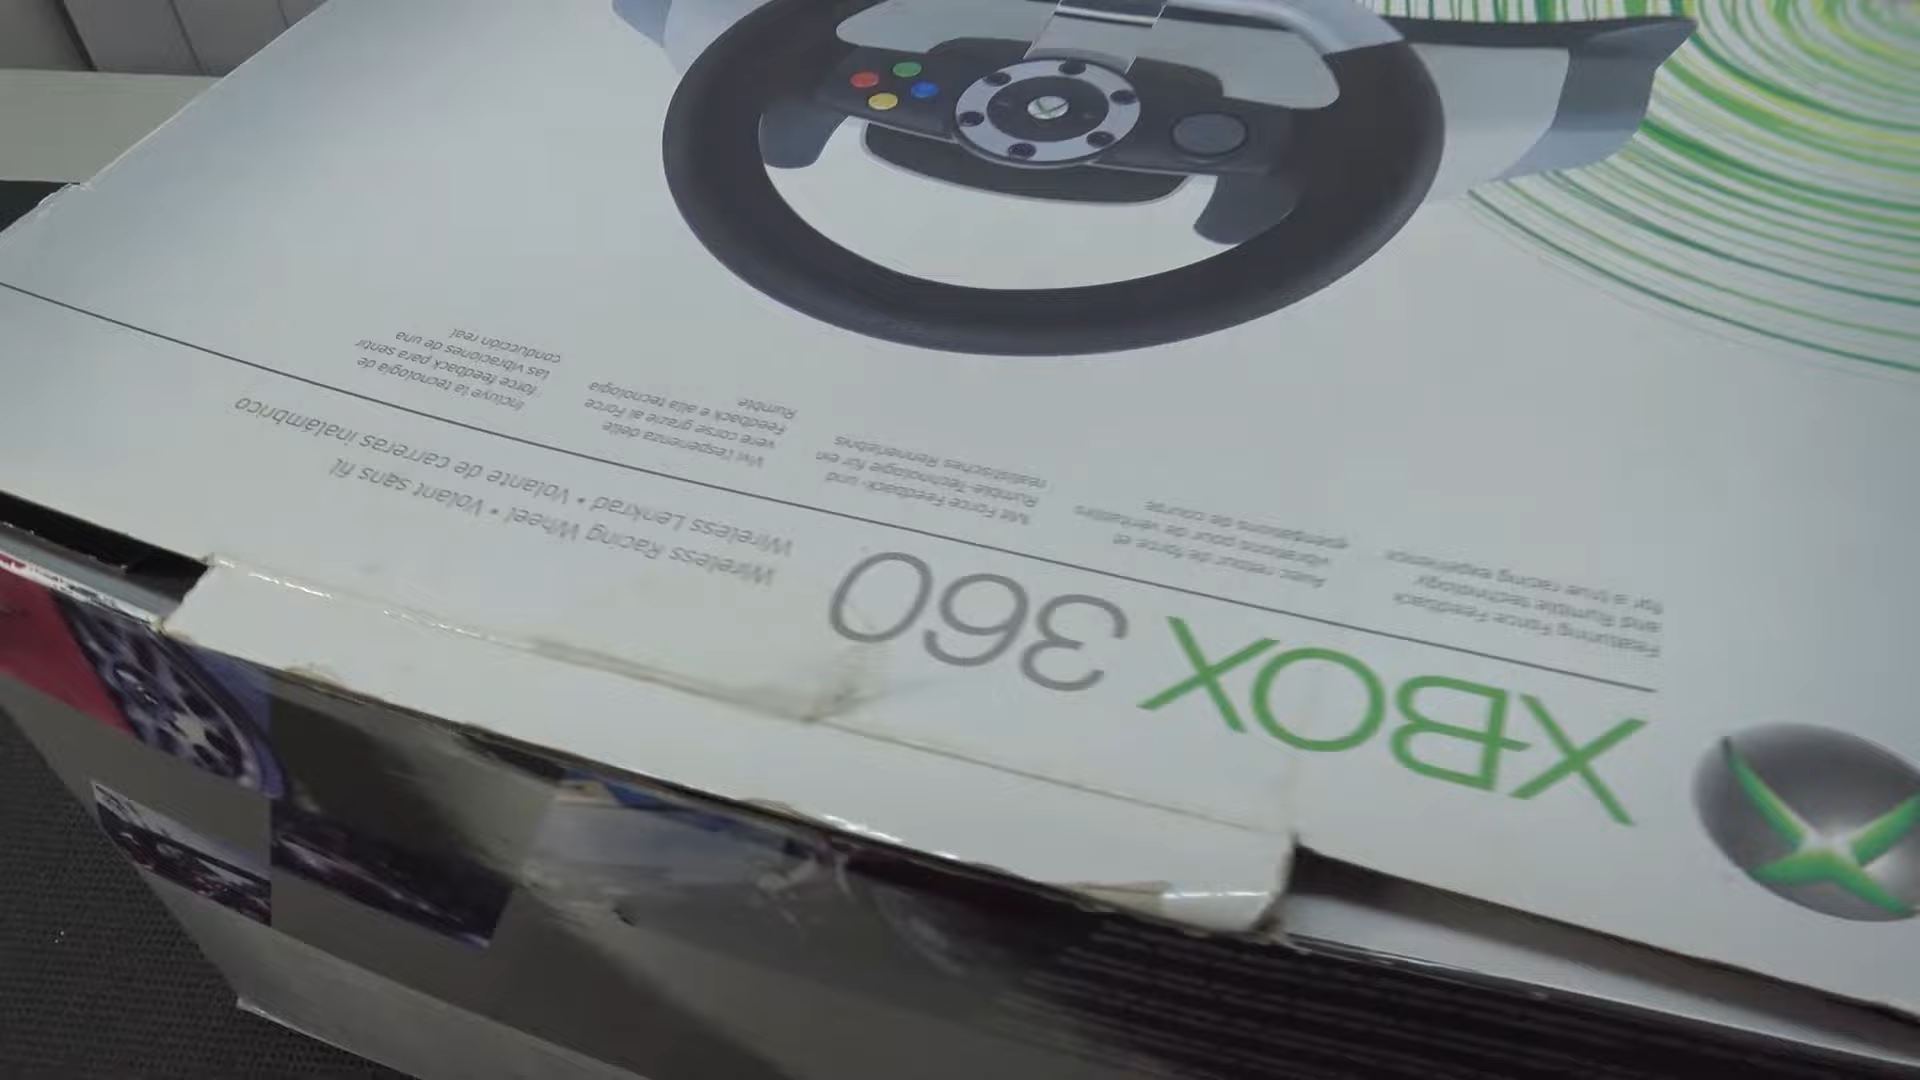 XBOX 360
Wireless Racing Wheel • Volant sans fil
Wireless Lenkrad • Volante de carreras inalámbrico
Featuring Force Feedback
and Rumble technology
for a true racing experience
Avec retour de force et
vibrations pour de véritables
sensations de course
Mit Force Feedback- und
Rumble-Technologie für ein
realistisches Rennerlebnis
Vivi l'esperienza delle
vere corse grazie al Force
Feedback e alla tecnologia
Rumble
Incluye la tecnología de
force feedback para sentir
las vibraciones de una
conducción real